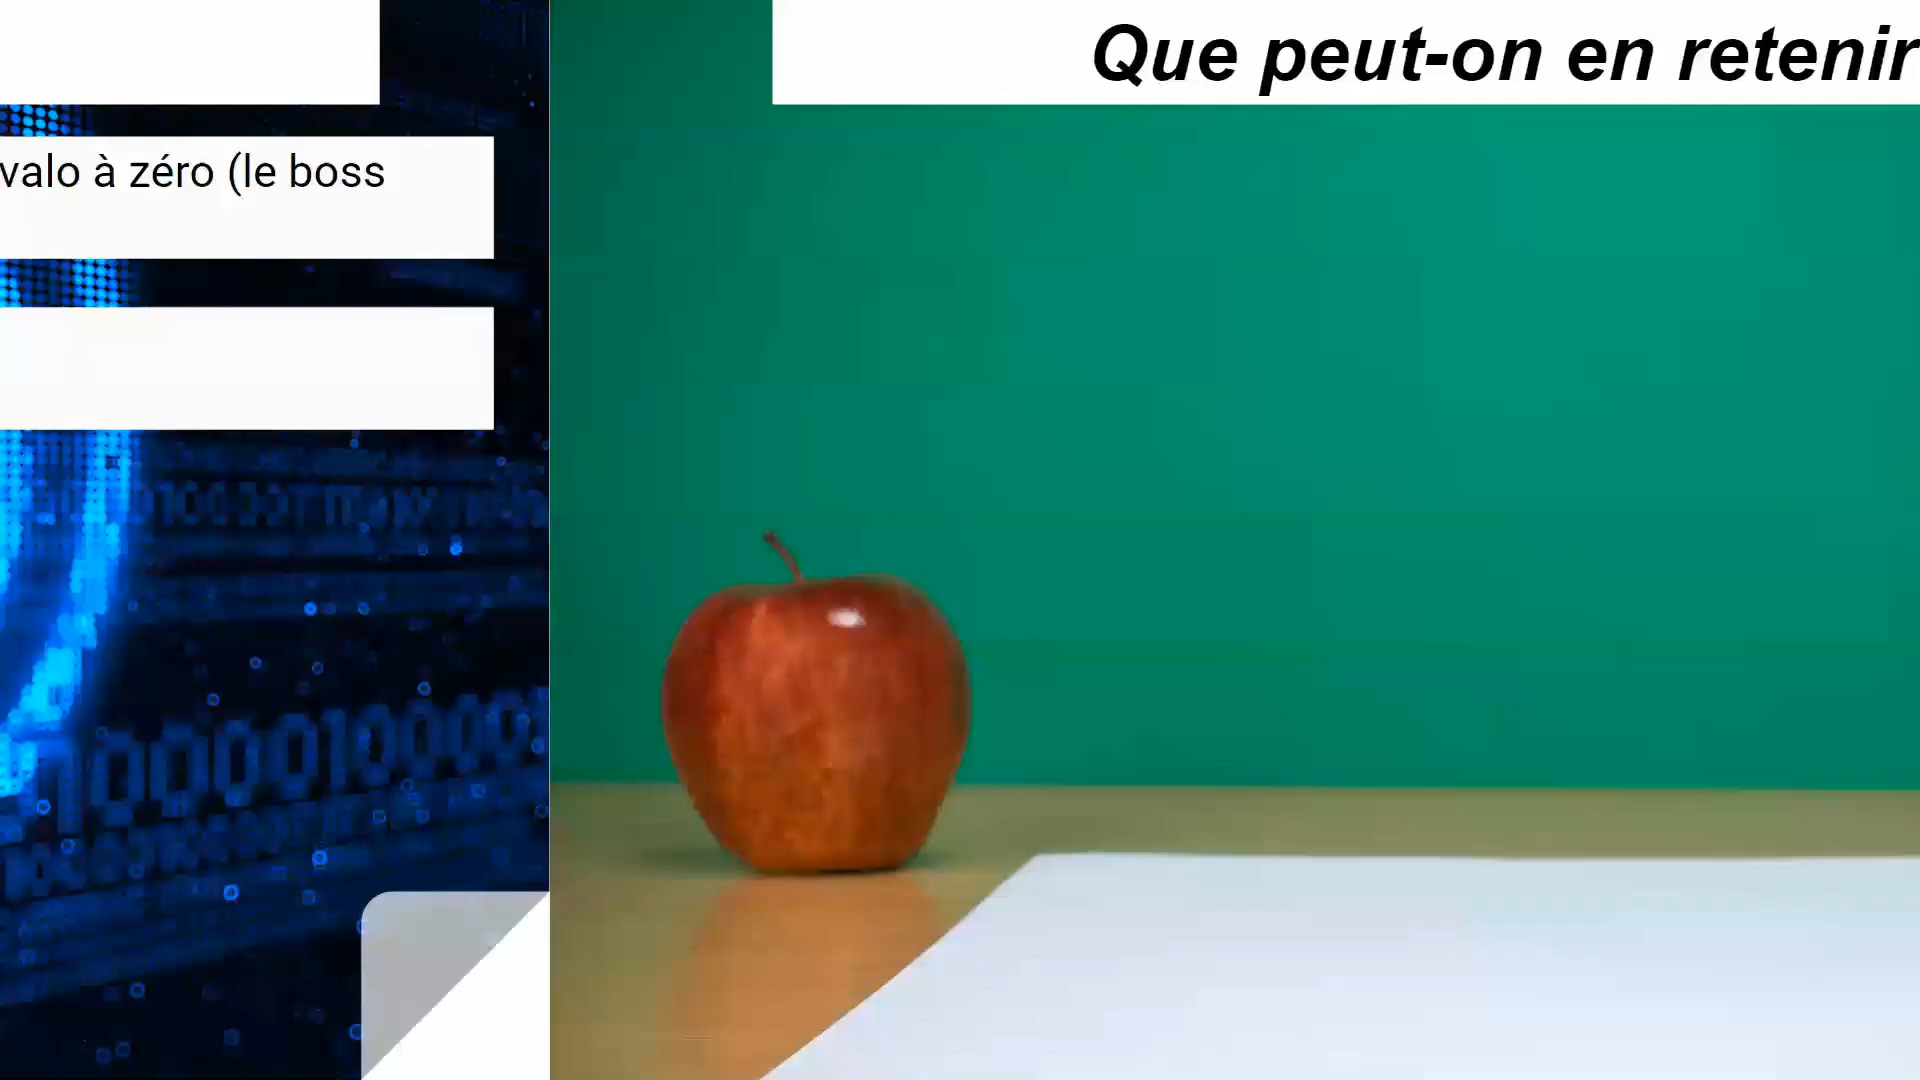 valo à zéro (le boss
Que peut-on en retenir